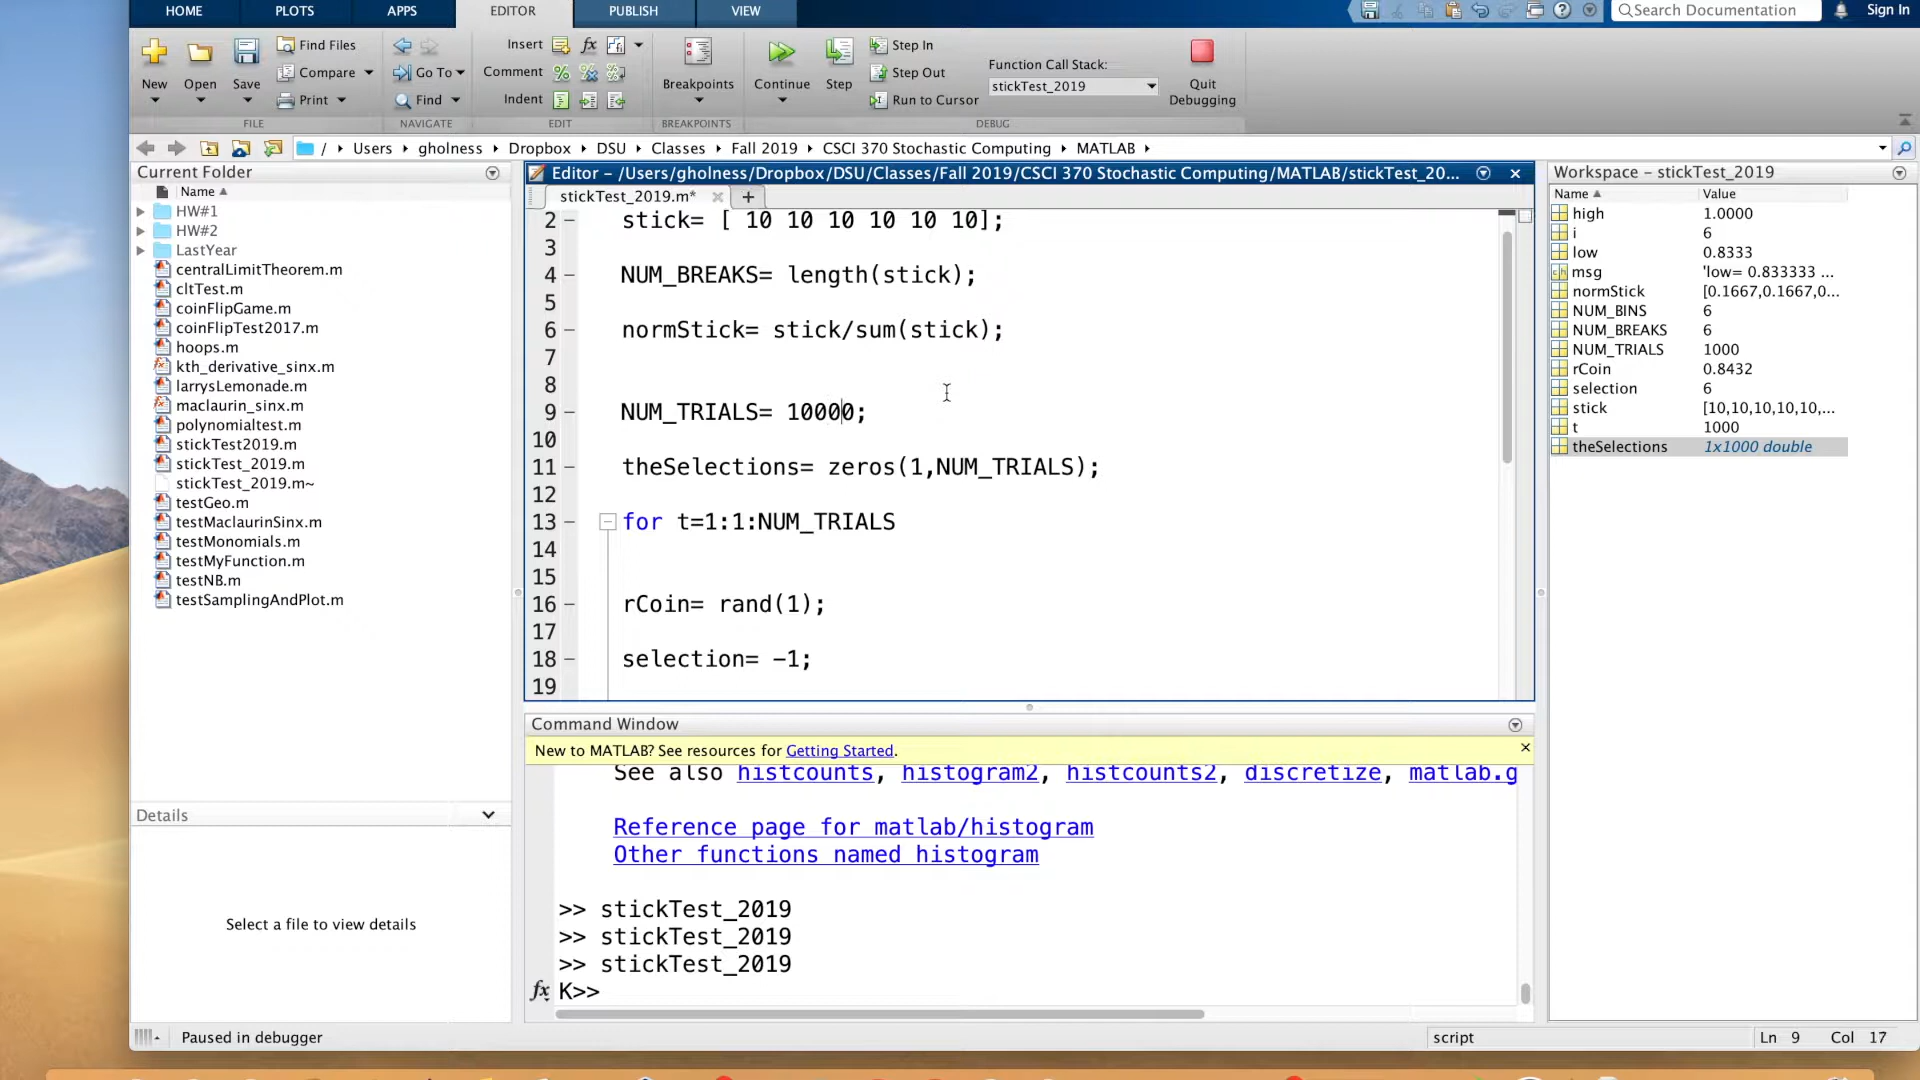 HOME PLOTS APPS EDITOR PUBLISH VIEW Search Documentation Sign In
New Open Save Find Files Compare Print Go To Find Insert Comment Indent fx Breakpoints Continue Step Step In Step Out Run to Cursor Function Call Stack: stickTest_2019 Quit Debugging
FILE NAVIGATE EDIT BREAKPOINTS DEBUG
/ Users gholness Dropbox DSU Classes Fall 2019 CSCI 370 Stochastic Computing MATLAB
Current Folder
Name
HW#1
HW#2
LastYear
centralLimitTheorem.m
cltTest.m
coinFlipGame.m
coinFlipTest2017.m
hoops.m
kth_derivative_sinx.m
larrysLemonade.m
maclaurin_sinx.m
polynomialtest.m
stickTest2019.m
stickTest_2019.m
stickTest_2019.m~
testGeo.m
testMaclaurinSinx.m
testMonomials.m
testMyFunction.m
testNB.m
testSamplingAndPlot.m
Details
Select a file to view details
Editor - /Users/gholness/Dropbox/DSU/Classes/Fall 2019/CSCI 370 Stochastic Computing/MATLAB/stickTest_20...
stickTest_2019.m*
2 stick= [ 10 10 10 10 10 10];
3
4 NUM_BREAKS= length(stick);
5
6 normStick= stick/sum(stick);
7
8
9 NUM_TRIALS= 10000;
10
11 theSelections= zeros(1,NUM_TRIALS);
12
13 for t=1:1:NUM_TRIALS
14
15
16 rCoin= rand(1);
17
18 selection= -1;
19
Command Window
New to MATLAB? See resources for Getting Started.
See also histcounts, histogram2, histcounts2, discretize, matlab.g
Reference page for matlab/histogram
Other functions named histogram
>> stickTest_2019
>> stickTest_2019
>> stickTest_2019
fx K>>
Workspace - stickTest_2019
Name Value
high 1.0000
i 6
low 0.8333
msg 'low= 0.833333 ...
normStick [0.1667,0.1667,0...
NUM_BINS 6
NUM_BREAKS 6
NUM_TRIALS 1000
rCoin 0.8432
selection 6
stick [10,10,10,10,10,...
t 1000
theSelections 1x1000 double
Paused in debugger script Ln 9 Col 17